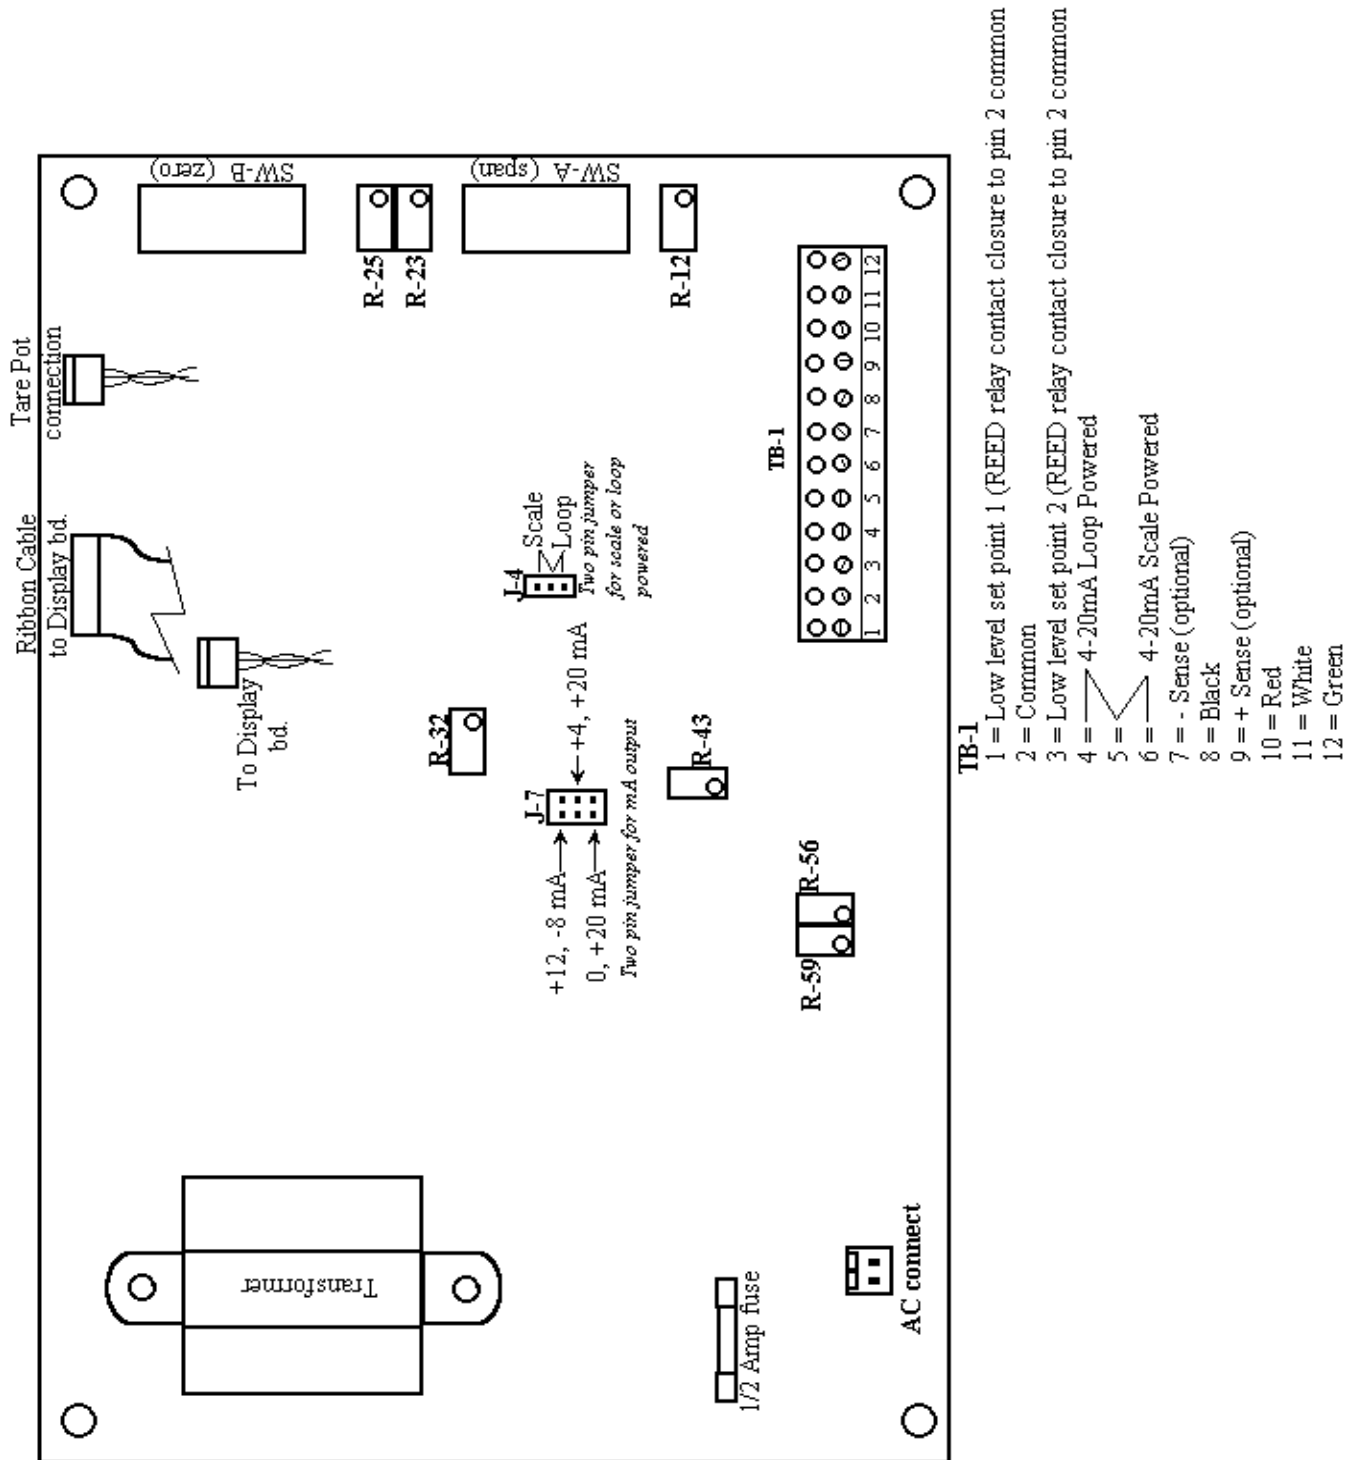 Tare Pot
connection
Ribbon Cable
to Display bd.
To Display
bd.
SW-B (zero)
R-25
R-23
SW-A (span)
R-12
J-4
Scale
Loop
Two pin jumper
for scale or loop
powered
R-32
J-7
+4, +20 mA
+12, -8 mA
0, +20 mA
Two pin jumper for mA output
R-43
R-56
R-59
TB-1
1 2 3 4 5 6 7 8 9 10 11 12
Transformer
1/2 Amp fuse
AC connect
TB-1
1 = Low level set point 1 (REED relay contact closure to pin 2 common
2 = Common
3 = Low level set point 2 (REED relay contact closure to pin 2 common
4 = 4-20mA Loop Powered
5 =
6 = 4-20mA Scale Powered
7 = - Sense (optional)
8 = Black
9 = + Sense (optional)
10 = Red
11 = White
12 = Green